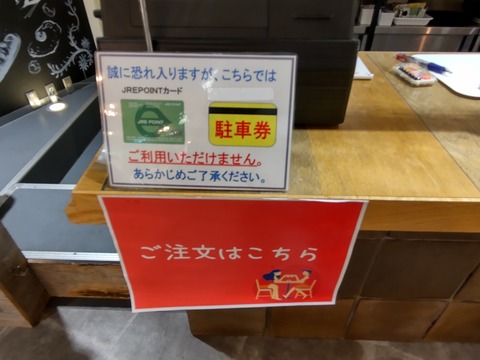 誠に恐れ入りますが、こちらでは
JREPOINTカード
JRE POINT
駐車券
ご利用いただけません。
あらかじめご了承ください。
ご注文はこちら